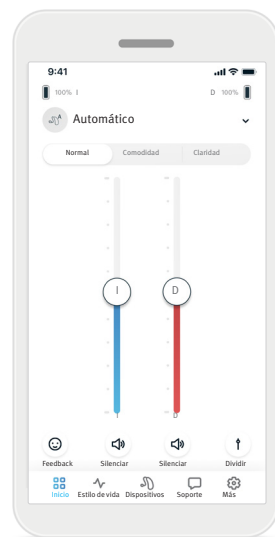 9:41
100% I D 100%
A
Automático
Normal Comodidad Claridad
I D
I D
Feedback Silenciar Silenciar Dividir
Inicio Estilo de vida Dispositivos Soporte Más